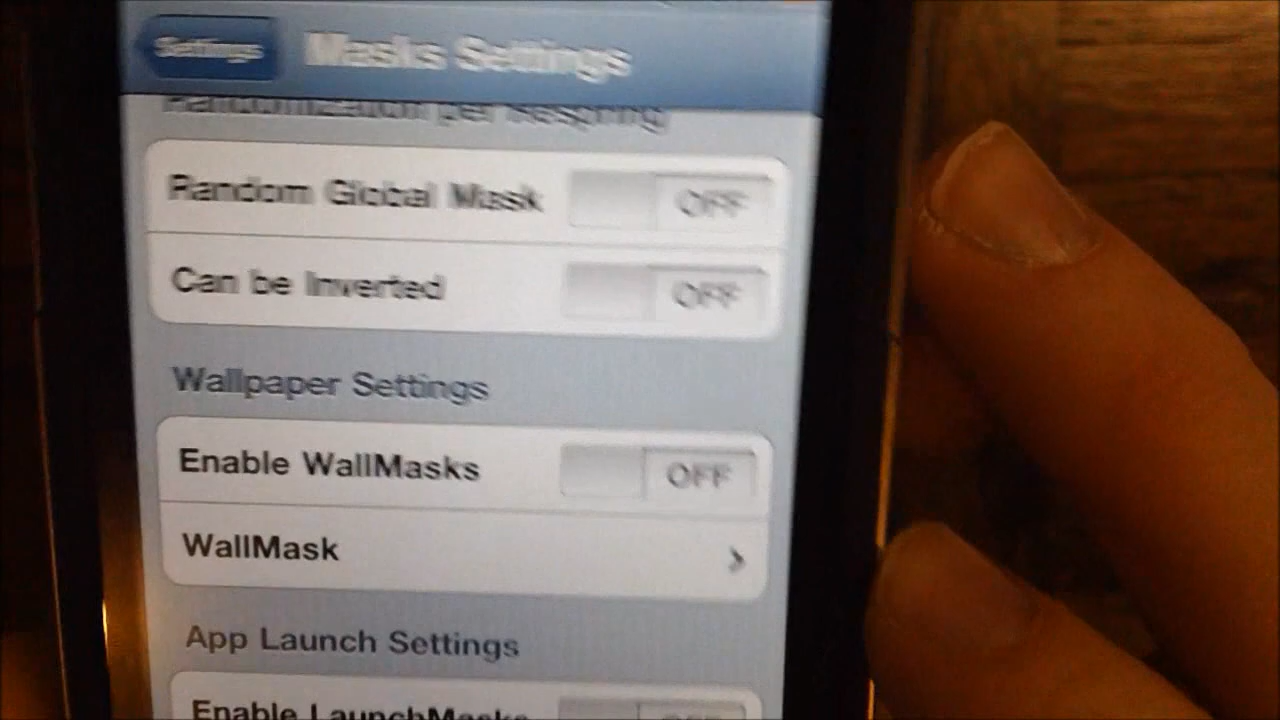 Settings
Masks Settings
Randomization per Respring
Random Global Mask OFF
Can be Inverted OFF
Wallpaper Settings
Enable WallMasks OFF
WallMask
App Launch Settings
Enable LaunchMasks OFF